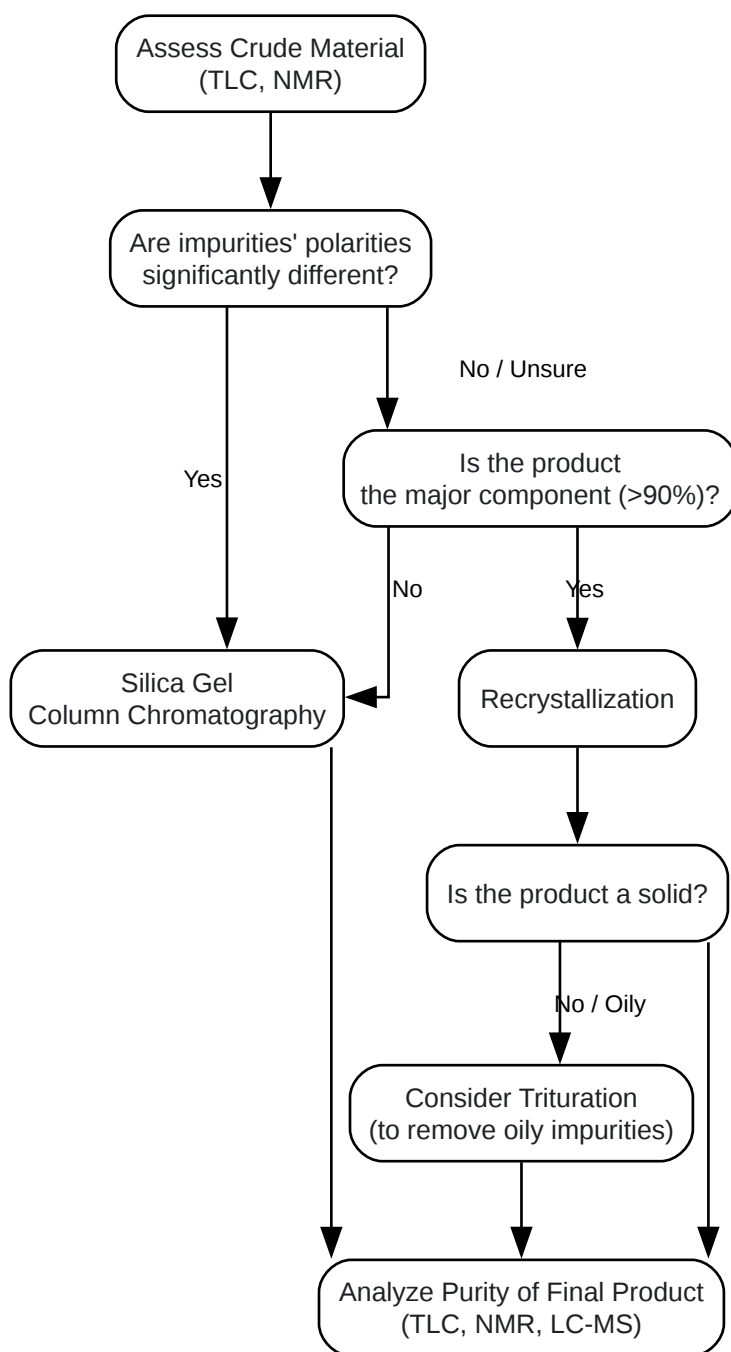 Assess Crude Material
(TLC, NMR)
Are impurities' polarities
significantly different?
No / Unsure
Is the product
the major component (>90%)?
Yes
No
Yes
Silica Gel
Column Chromatography
Recrystallization
Is the product a solid?
No / Oily
Consider Trituration
(to remove oily impurities)
Analyze Purity of Final Product
(TLC, NMR, LC-MS)